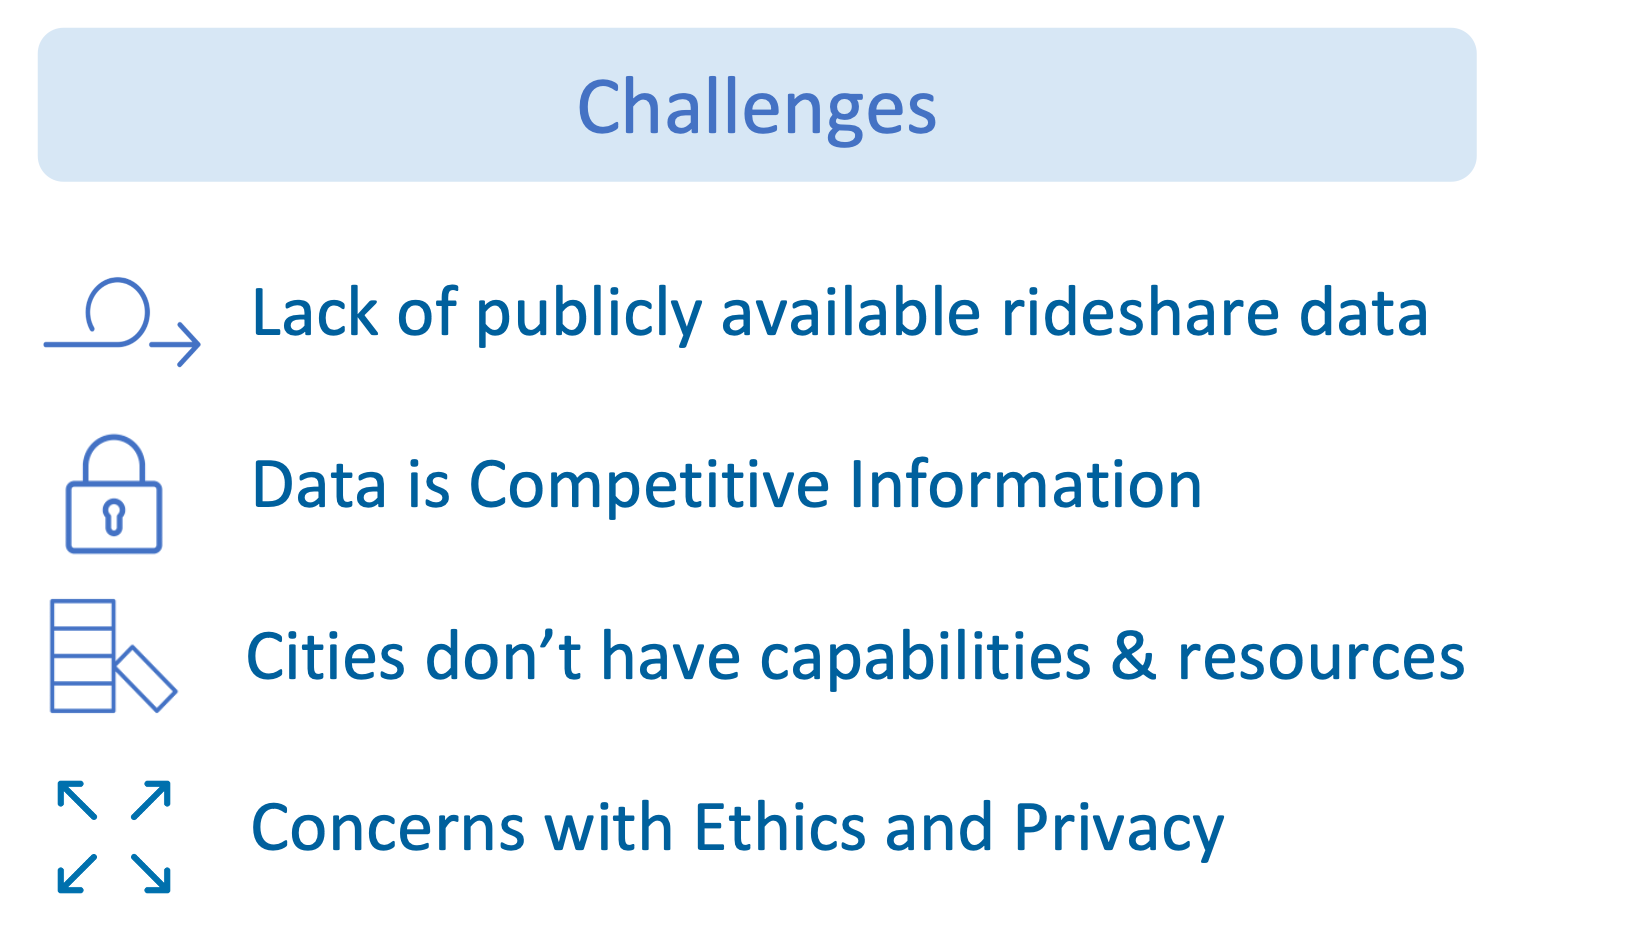 Challenges
Lack of publicly available rideshare data
Data is Competitive Information
Cities don’t have capabilities & resources
Concerns with Ethics and Privacy